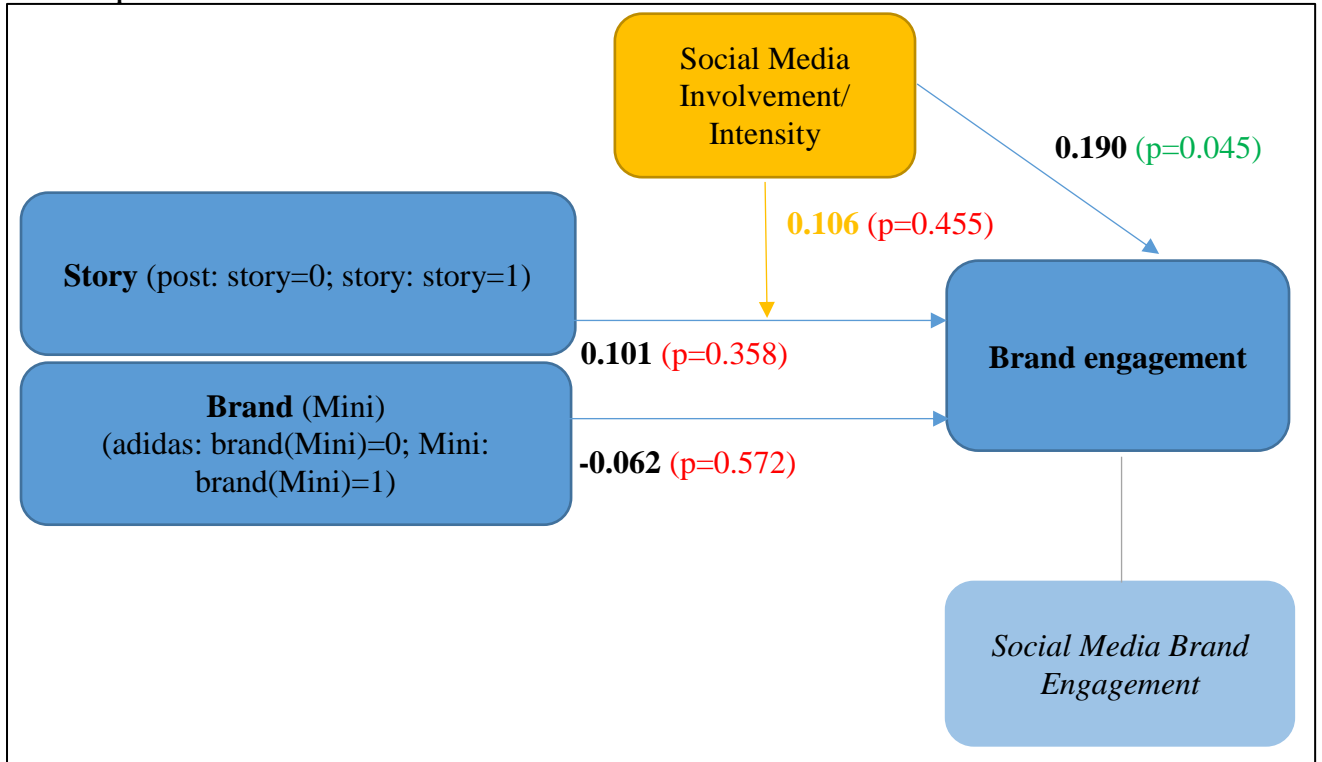 Social Media
Involvement/
Intensity
0.190 (p=0.045)
0.106 (p=0.455)
Story (post: story=0; story: story=1)
0.101 (p=0.358)
Brand engagement
Brand (Mini)
(adidas: brand(Mini)=0; Mini:
brand(Mini)=1)
-0.062 (p=0.572)
Social Media Brand
Engagement